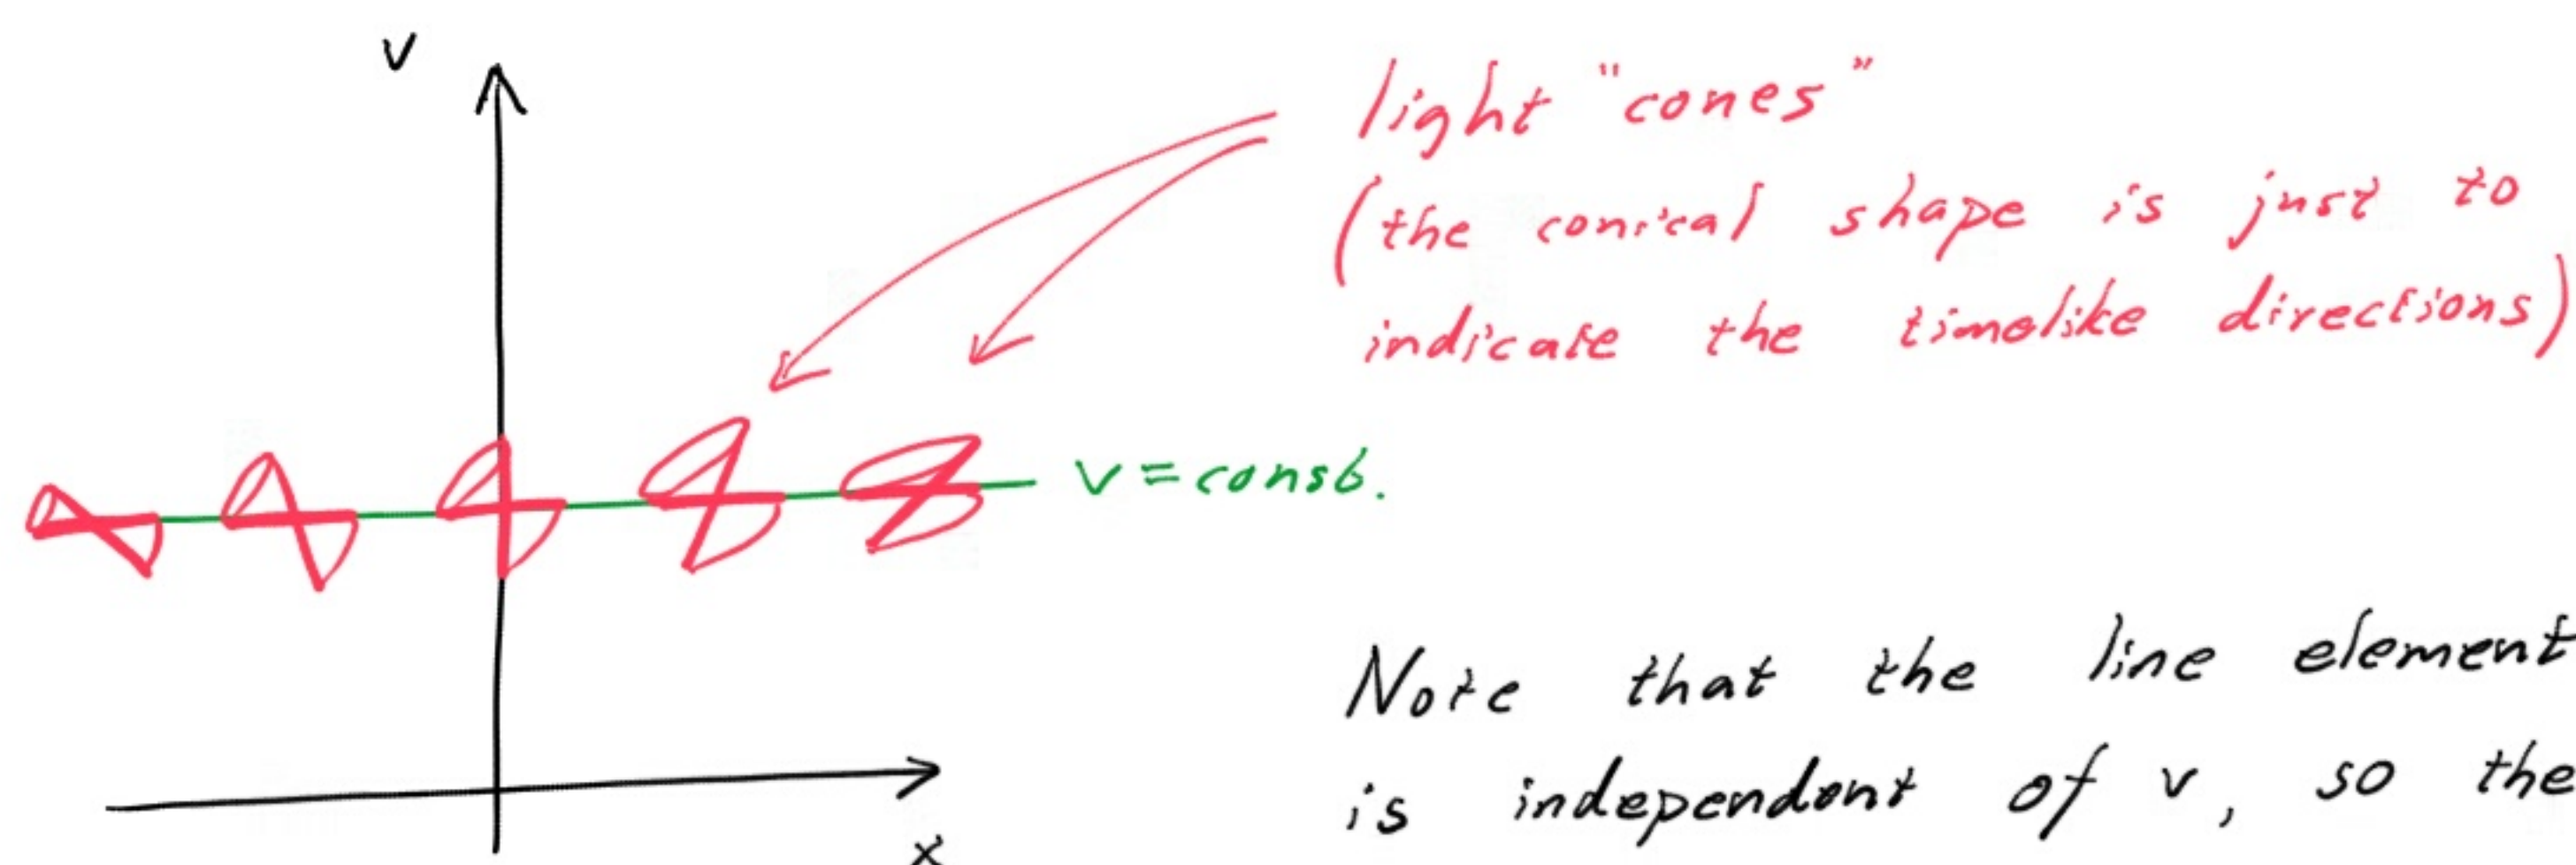 v
light "cones"
(the conical shape is just to
indicate the timelike directions)
v = const.
Note that the line element
is independent of v, so the
x